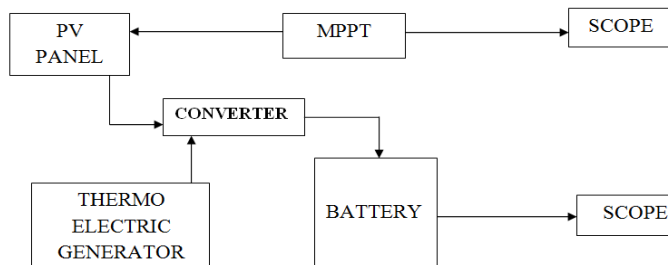 PV
PANEL
MPPT
SCOPE
CONVERTER
THERMO
ELECTRIC
GENERATOR
BATTERY
SCOPE